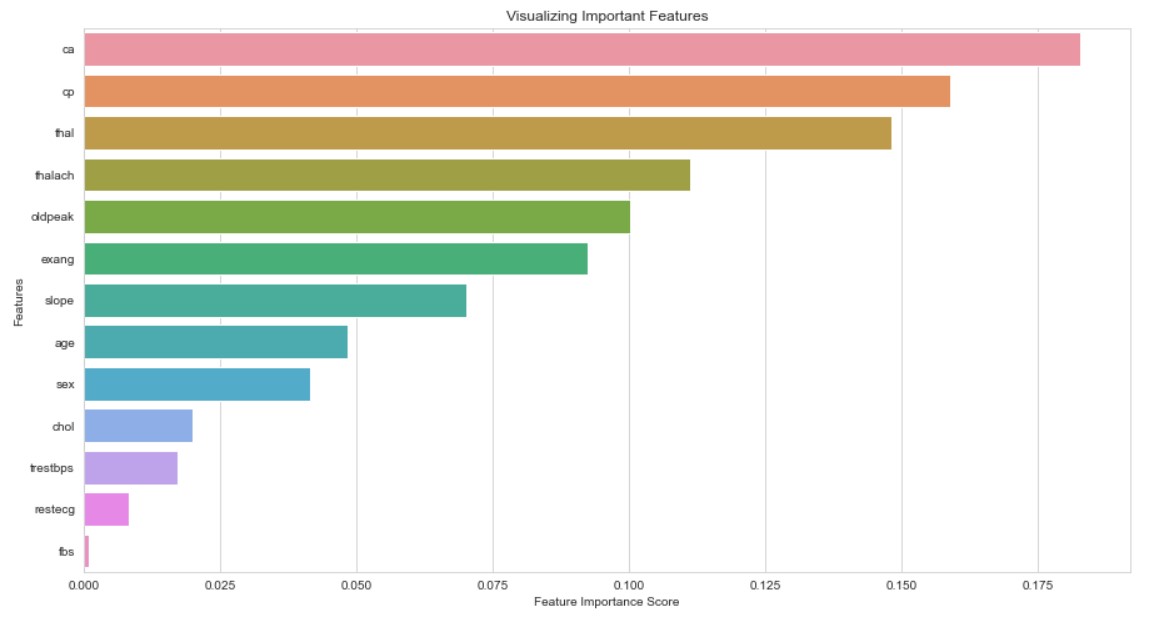 Visualizing Important Features
ca
cp
thal
thalach
oldpeak
exang
slope
age
sex
chol
trestbps
restecg
fbs
Features
0.000 0.025 0.050 0.075 0.100 0.125 0.150 0.175
Feature Importance Score